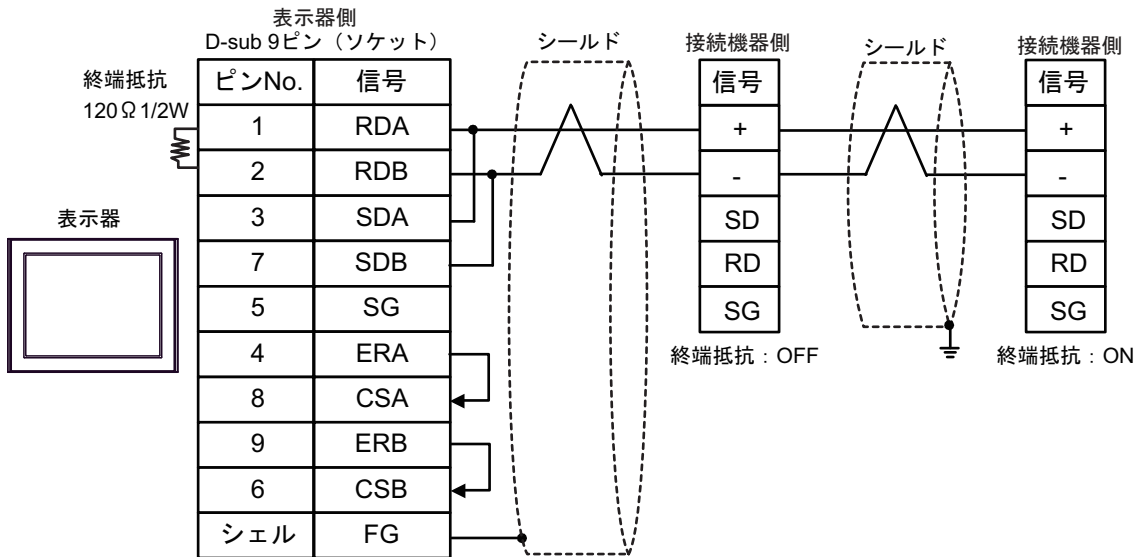 表示器側
D-sub 9ピン（ソケット）
終端抵抗
120Ω 1/2W
表示器
ピンNo. 信号
1 RDA
2 RDB
3 SDA
7 SDB
5 SG
4 ERA
8 CSA
9 ERB
6 CSB
シェル FG
シールド
接続機器側
信号
+
-
SD
RD
SG
終端抵抗：OFF
シールド
接続機器側
信号
+
-
SD
RD
SG
終端抵抗：ON